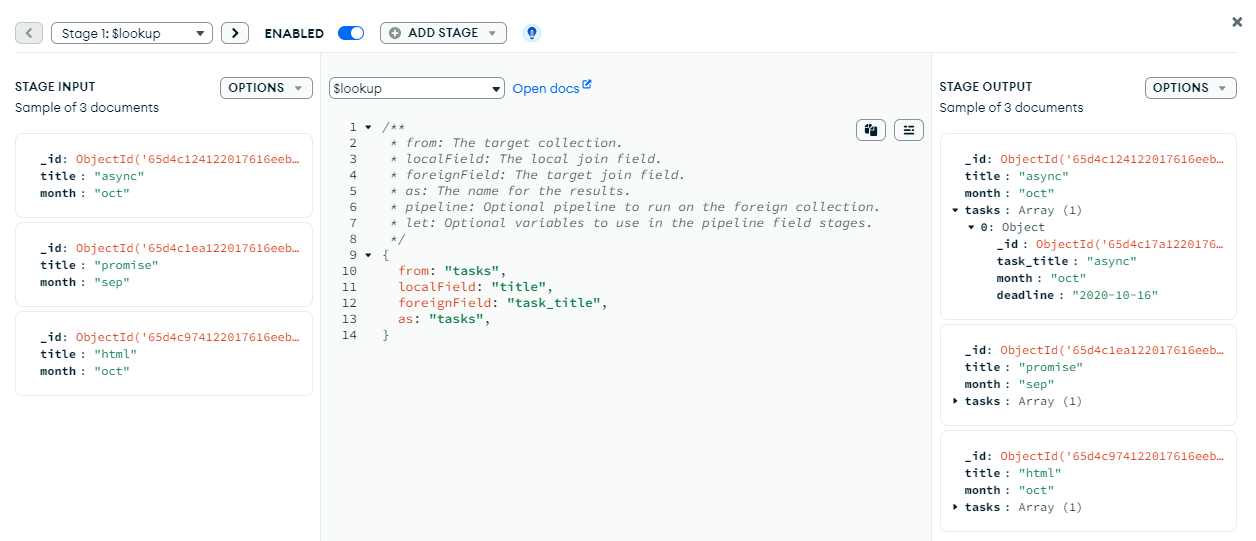 Stage 1: $lookup
ENABLED
ADD STAGE
STAGE INPUT
OPTIONS
Sample of 3 documents
_id: ObjectId('65d4c124122017616eeb…
title : "async"
month : "oct"
_id: ObjectId('65d4c1ea122017616eeb…
title : "promise"
month : "sep"
_id: ObjectId('65d4c974122017616eeb…
title : "html"
month : "oct"
$lookup
Open docs
1 /**
2 * from: The target collection.
3 * localField: The local join field.
4 * foreignField: The target join field.
5 * as: The name for the results.
6 * pipeline: Optional pipeline to run on the foreign collection.
7 * let: Optional variables to use in the pipeline field stages.
8 */
9 {
10 from: "tasks",
11 localField: "title",
12 foreignField: "task_title",
13 as: "tasks",
14 }
STAGE OUTPUT
OPTIONS
Sample of 3 documents
_id: ObjectId('65d4c124122017616eeb…
title : "async"
month : "oct"
tasks : Array (1)
0: Object
_id : ObjectId('65d4c17a1220176…
task_title : "async"
month : "oct"
deadline : "2020-10-16"
_id: ObjectId('65d4c1ea122017616eeb…
title : "promise"
month : "sep"
tasks : Array (1)
_id: ObjectId('65d4c974122017616eeb…
title : "html"
month : "oct"
tasks : Array (1)